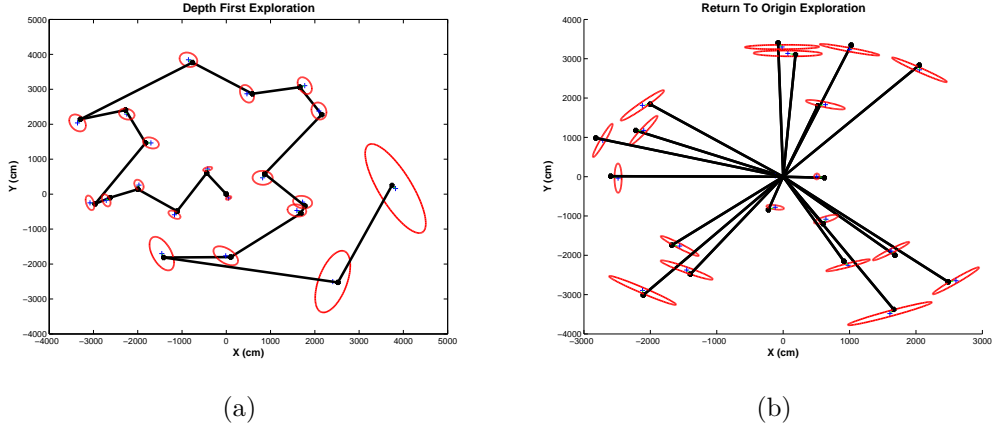 Depth First Exploration
5000
4000
3000
2000
1000
0
−1000
−2000
−3000
−4000
Y (cm)
−4000 −3000 −2000 −1000 0 1000 2000 3000 4000 5000
X (cm)
(a)
Return To Origin Exploration
4000
3000
2000
1000
0
−1000
−2000
−3000
−4000
Y (cm)
−3000 −2000 −1000 0 1000 2000 3000
X (cm)
(b)